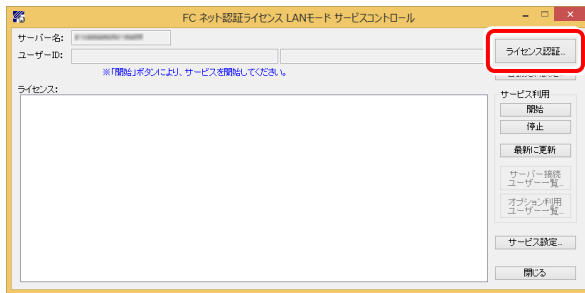 FC ネット認証ライセンス LANモード サービスコントロール
サーバー名:
ユーザーID:
ライセンス認証...
※「開始」ボタンにより、サービスを開始してください。
ライセンス:
サービス利用
開始
停止
最新に更新
サーバー接続
ユーザー一覧...
オプション利用
ユーザー一覧...
サービス設定...
閉じる